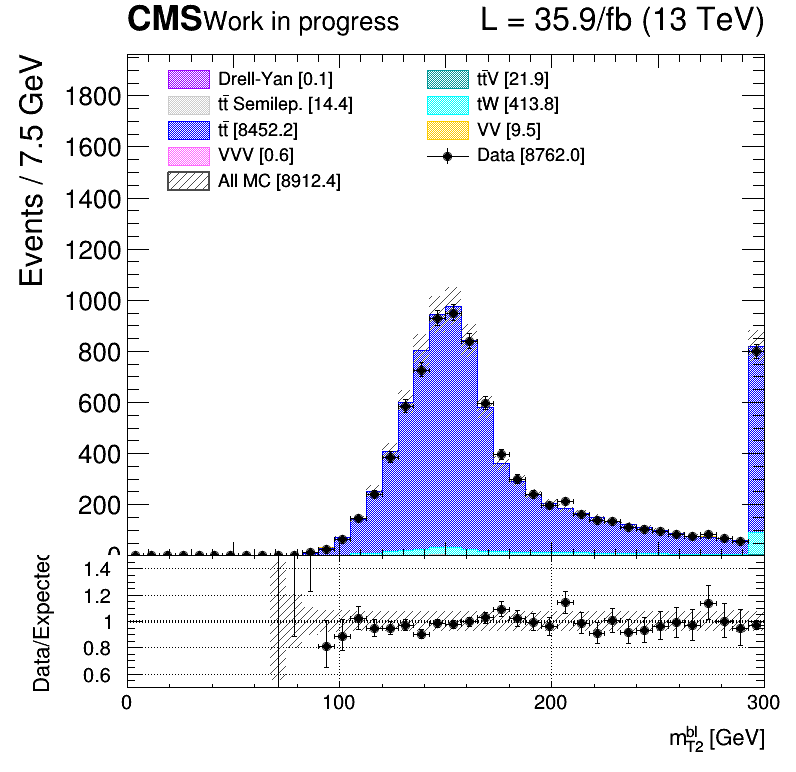 CMS Work in progress L = 35.9/fb (13 TeV)
Events / 7.5 GeV
Drell-Yan [0.1]
tt̄ Semilep. [14.4]
tt̄ [8452.2]
VVV [0.6]
All MC [8912.4]
tt̄V [21.9]
tW [413.8]
VV [9.5]
Data [8762.0]
1800
1600
1400
1200
1000
800
600
400
200
0
Data/Expected
1.4
1.2
1
0.8
0.6
0 100 200 300
m_{T2}^{bl} [GeV]